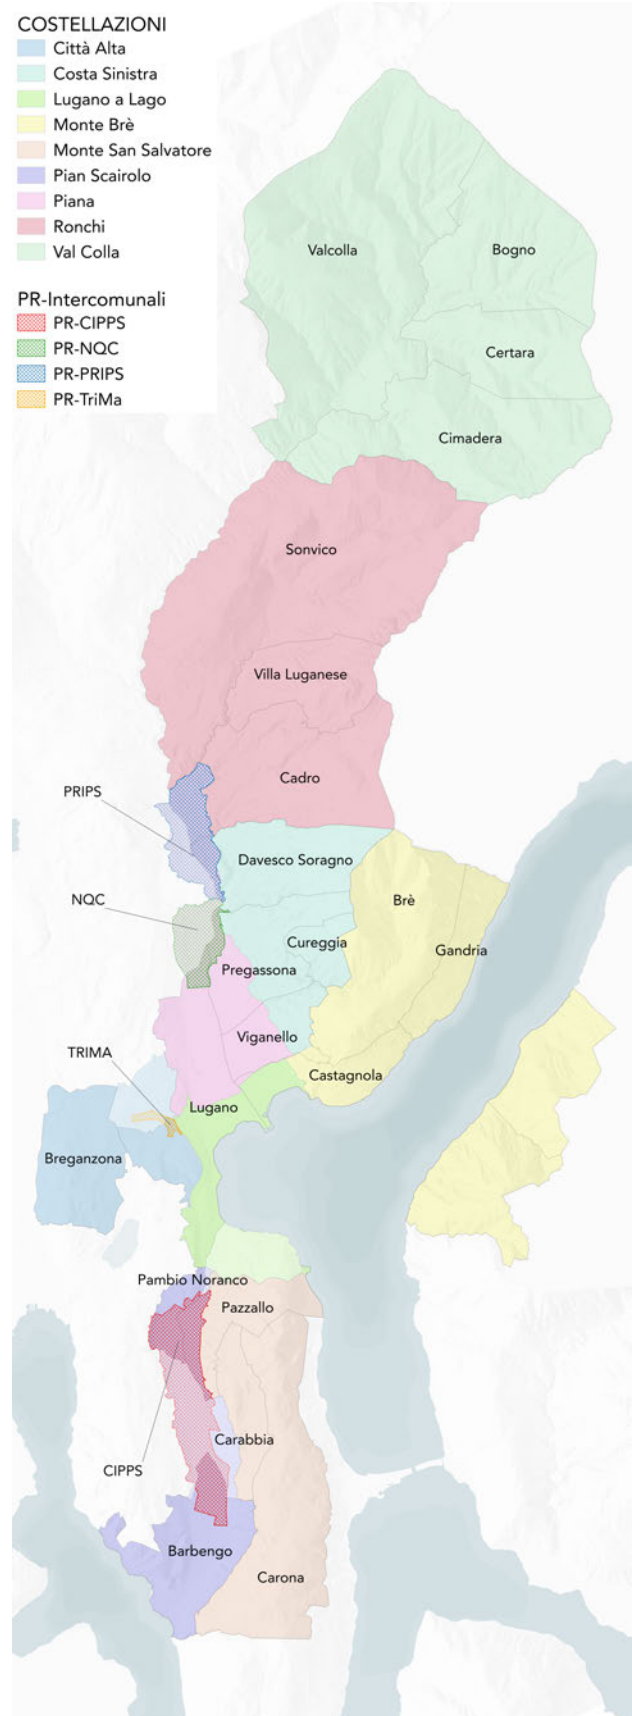 COSTELLAZIONI
Città Alta
Costa Sinistra
Lugano a Lago
Monte Brè
Monte San Salvatore
Pian Scairolo
Piana
Ronchi
Val Colla
PR-Intercomunali
PR-CIPPS
PR-NQC
PR-PRIPS
PR-TriMa
Valcolla
Bogno
Certara
Cimadera
Sonvico
Villa Luganese
Cadro
PRIPS
Davesco Soragno
NQC
Brè
Cureggia
Gandria
Pregassona
Viganello
TRIMA
Castagnola
Lugano
Breganzona
Pambio Noranco
Pazzallo
Carabbia
CIPPS
Barbengo
Carona